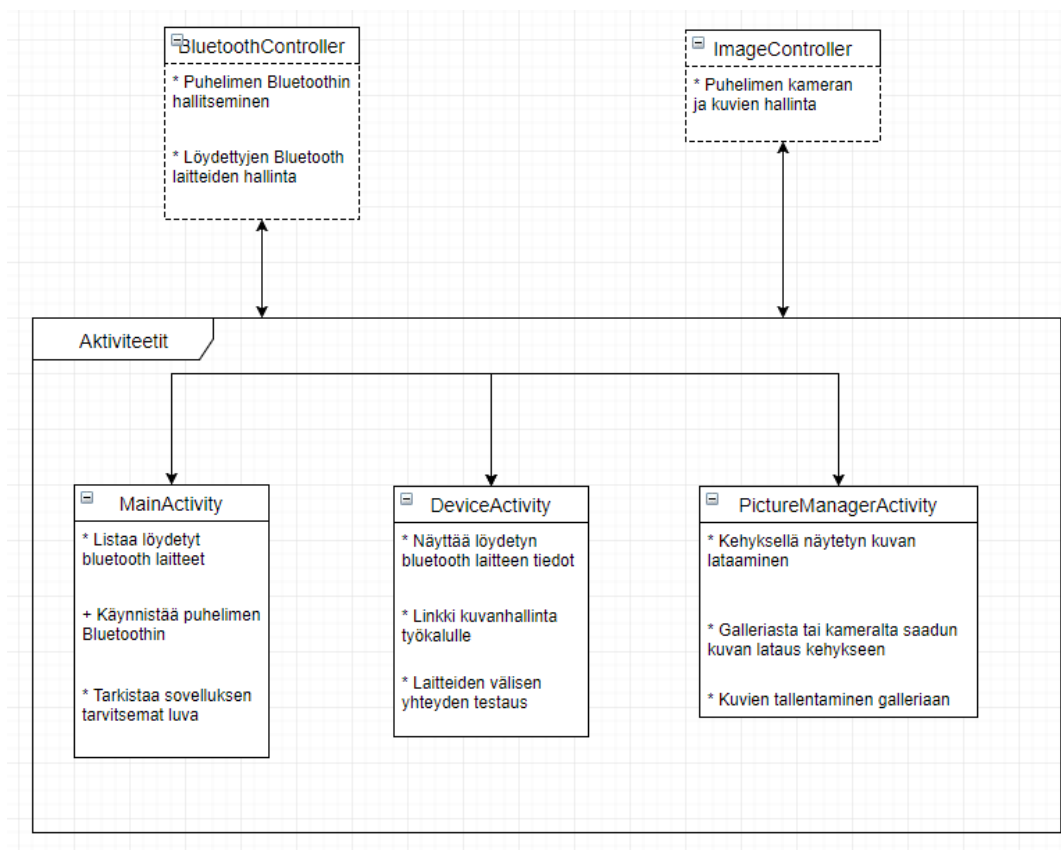 BluetoothController
* Puhelimen Bluetoothin
hallitseminen
* Löydettyjen Bluetooth
laitteiden hallinta
ImageController
* Puhelimen kameran
ja kuvien hallinta
Aktiviteetit
MainActivity
* Listaa löydetyt
bluetooth laitteet
+ Käynnistää puhelimen
Bluetoothin
* Tarkistaa sovelluksen
tarvitsemat luva
DeviceActivity
* Näyttää löydetyn
bluetooth laitteen tiedot
* Linkki kuvanhallinta
työkalulle
* Laitteiden välisen
yhteyden testaus
PictureManagerActivity
* Kehyksellä näytetyn kuvan
lataaminen
* Galleriasta tai kameralta saadun
kuvan lataus kehykseen
* Kuvien tallentaminen galleriaan